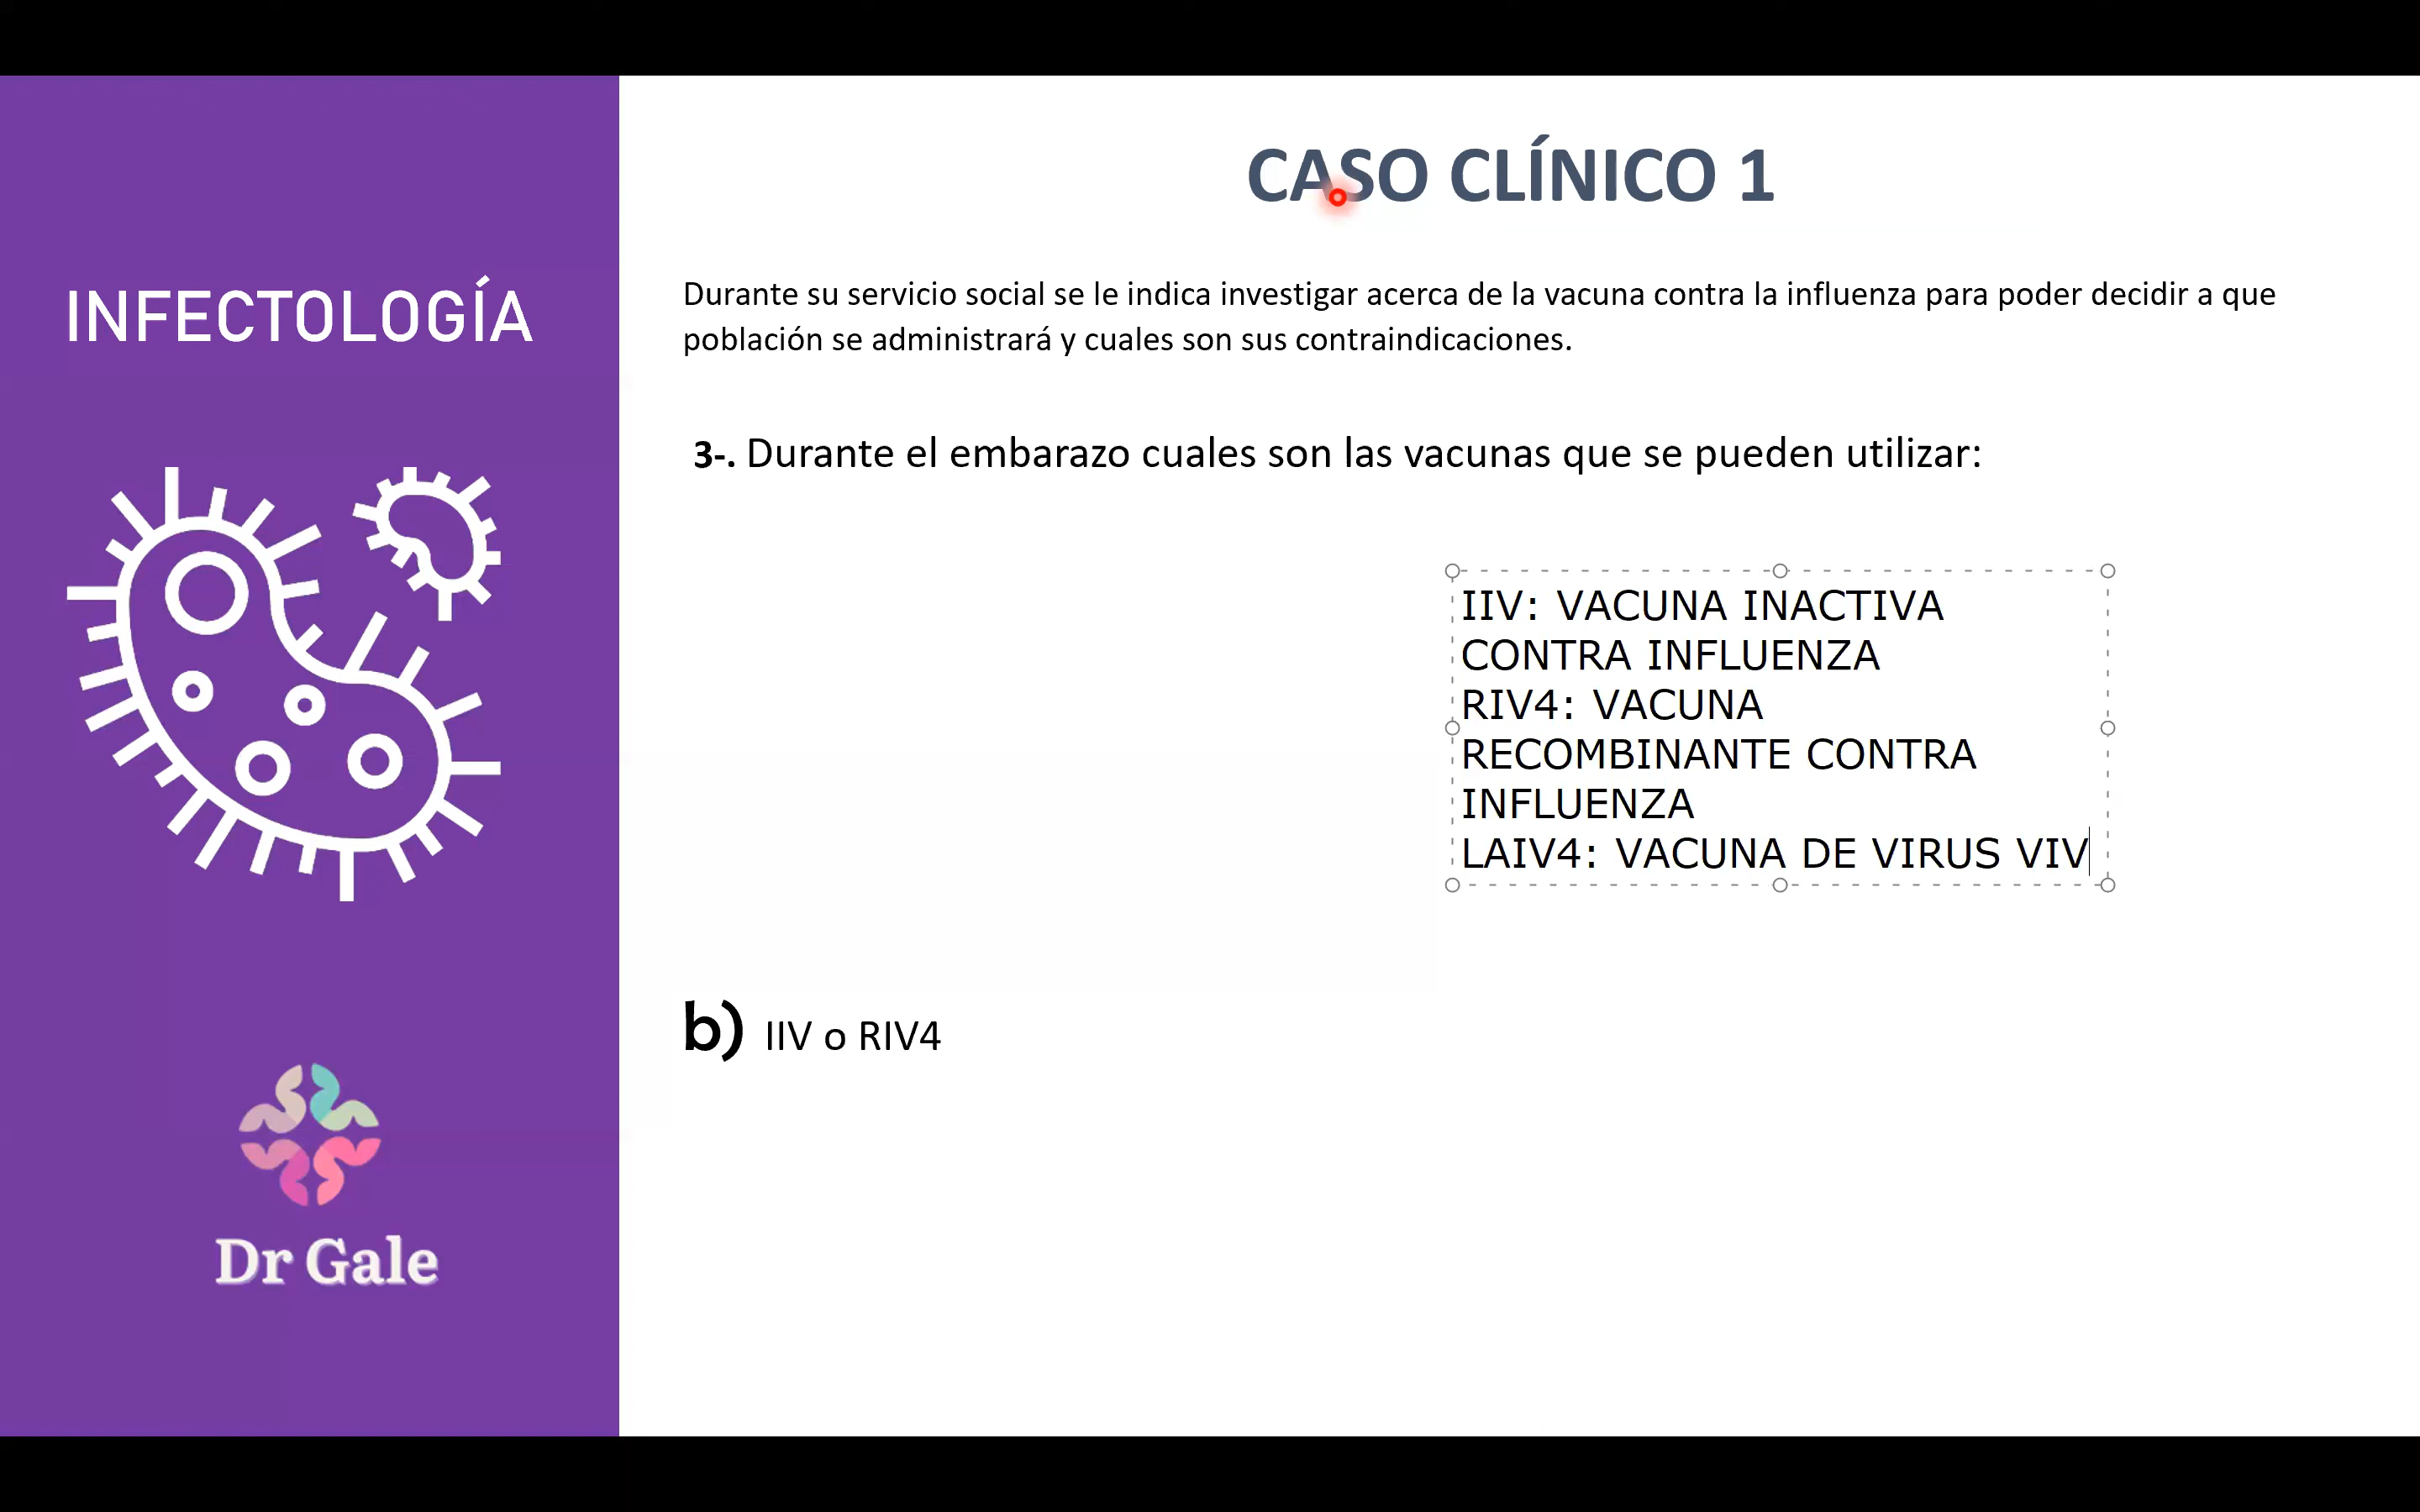 INFECTOLOGÍA
Dr Gale
CASO CLÍNICO 1
Durante su servicio social se le indica investigar acerca de la vacuna contra la influenza para poder decidir a que
población se administrará y cuales son sus contraindicaciones.
3-. Durante el embarazo cuales son las vacunas que se pueden utilizar:
IIV: VACUNA INACTIVA
CONTRA INFLUENZA
RIV4: VACUNA
RECOMBINANTE CONTRA
INFLUENZA
LAIV4: VACUNA DE VIRUS VIV
b) IIV o RIV4